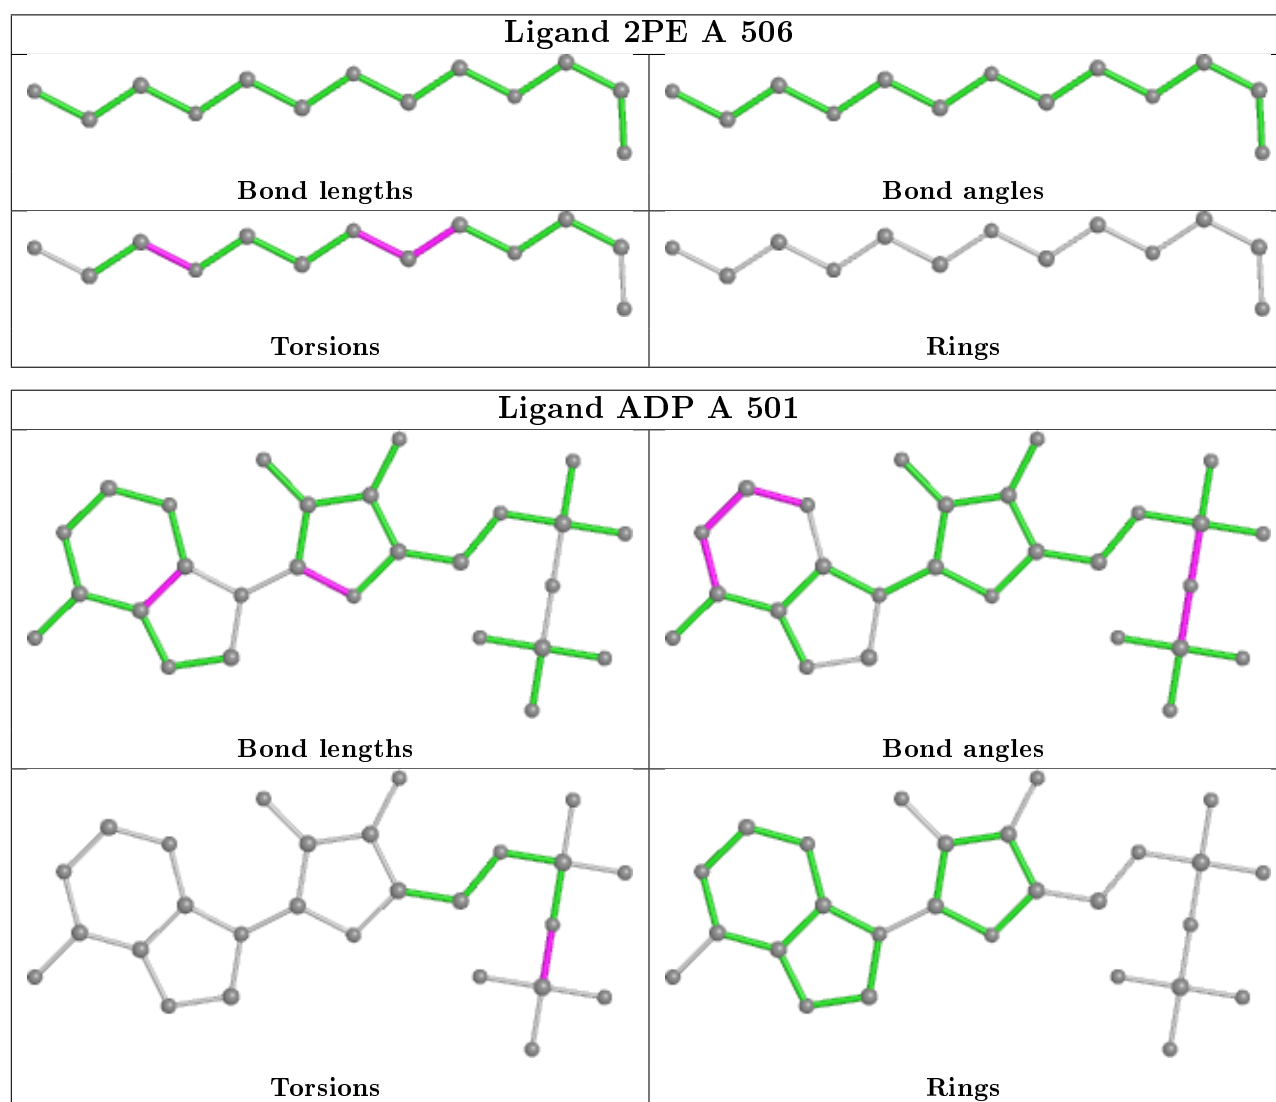 Ligand 2PE A 506
Bond lengths
Bond angles
Torsions
Rings
Ligand ADP A 501
Bond lengths
Bond angles
Torsions
Rings